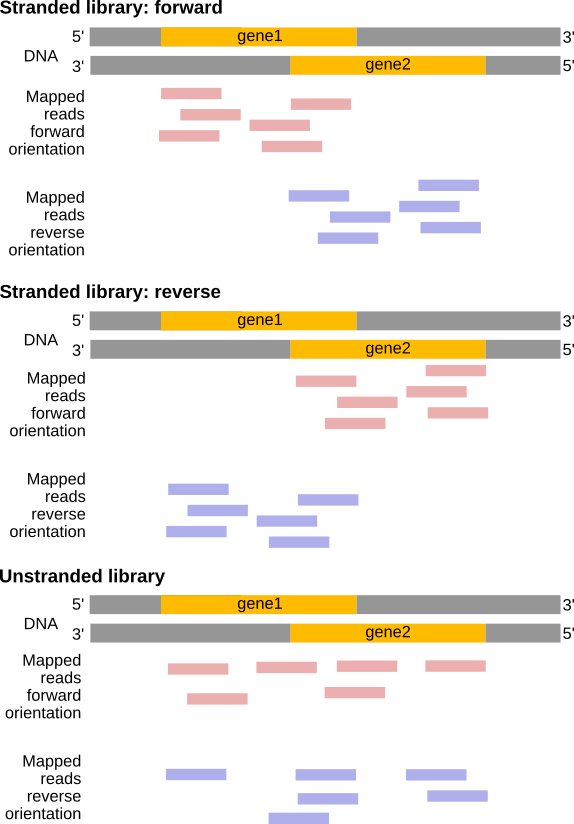 Stranded library: forward
5' gene1 3'
DNA
3' gene2 5'
Mapped
reads
forward
orientation
Mapped
reads
reverse
orientation
Stranded library: reverse
5' gene1 3'
DNA
3' gene2 5'
Mapped
reads
forward
orientation
Mapped
reads
reverse
orientation
Unstranded library
5' gene1 3'
DNA
3' gene2 5'
Mapped
reads
forward
orientation
Mapped
reads
reverse
orientation